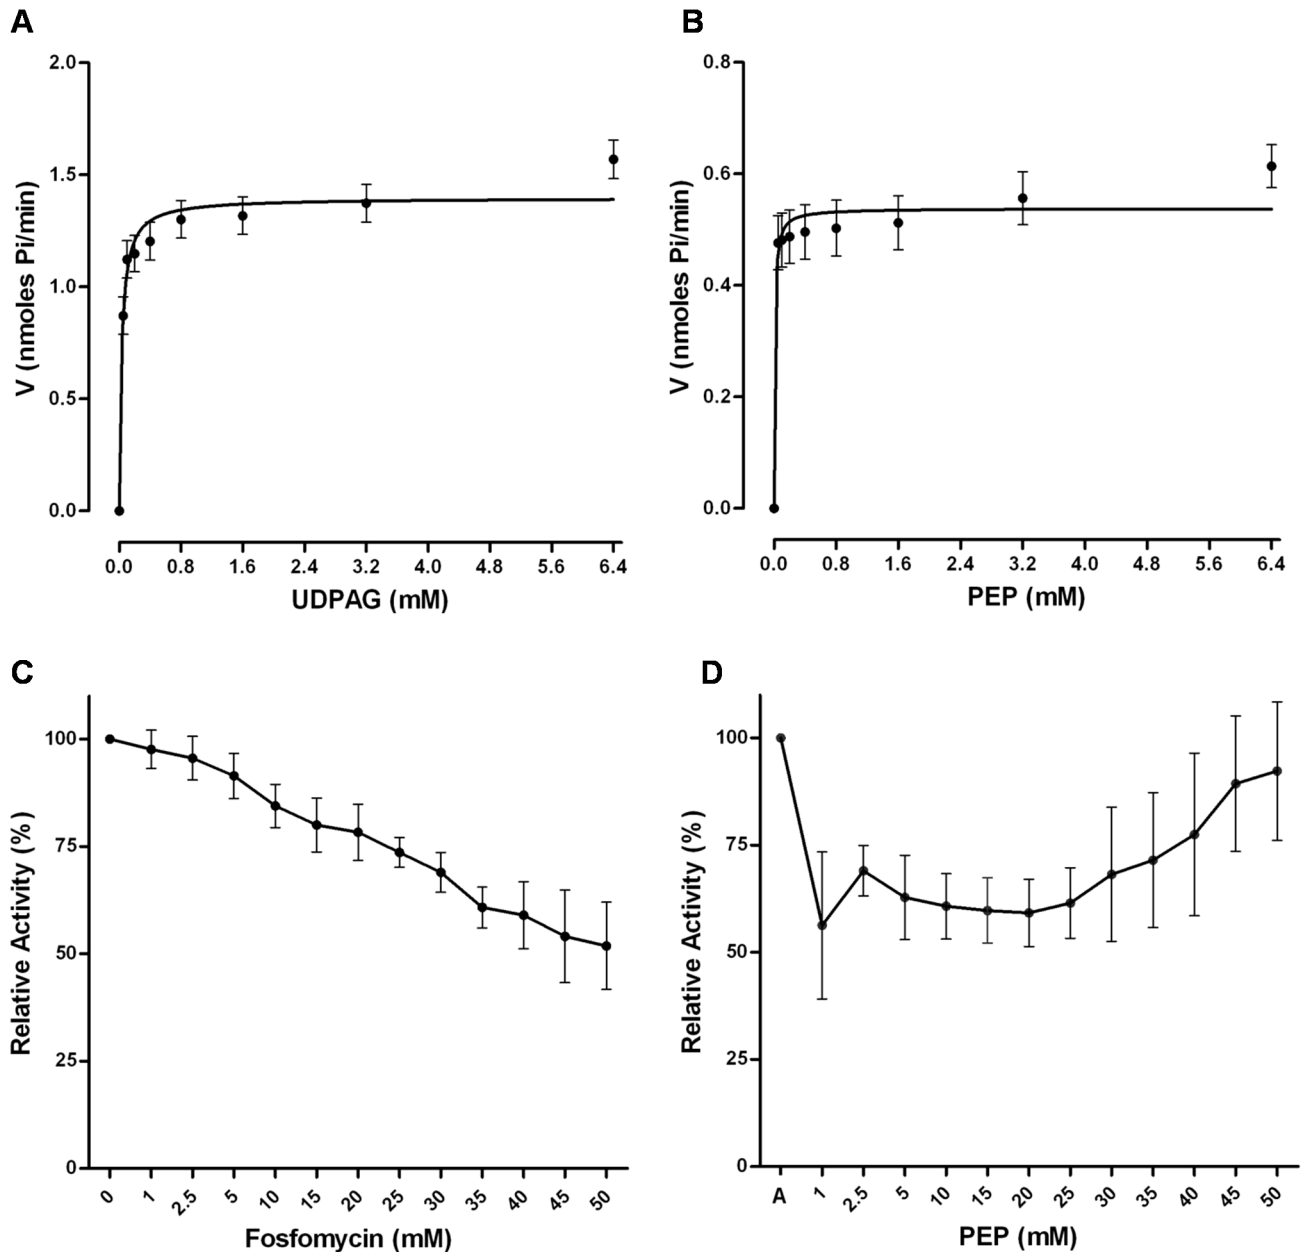 A
2.0
1.5
1.0
0.5
0.0
V (nmoles Pi/min)
0.0 0.8 1.6 2.4 3.2 4.0 4.8 5.6 6.4
UDPAG (mM)
B
0.8
0.6
0.4
0.2
0.0
V (nmoles Pi/min)
0.0 0.8 1.6 2.4 3.2 4.0 4.8 5.6 6.4
PEP (mM)
C
100
75
50
25
0
Relative Activity (%)
0 1 2.5 5 10 15 20 25 30 35 40 45 50
Fosfomycin (mM)
D
100
75
50
25
0
Relative Activity (%)
A 1 2.5 5 10 15 20 25 30 35 40 45 50
PEP (mM)